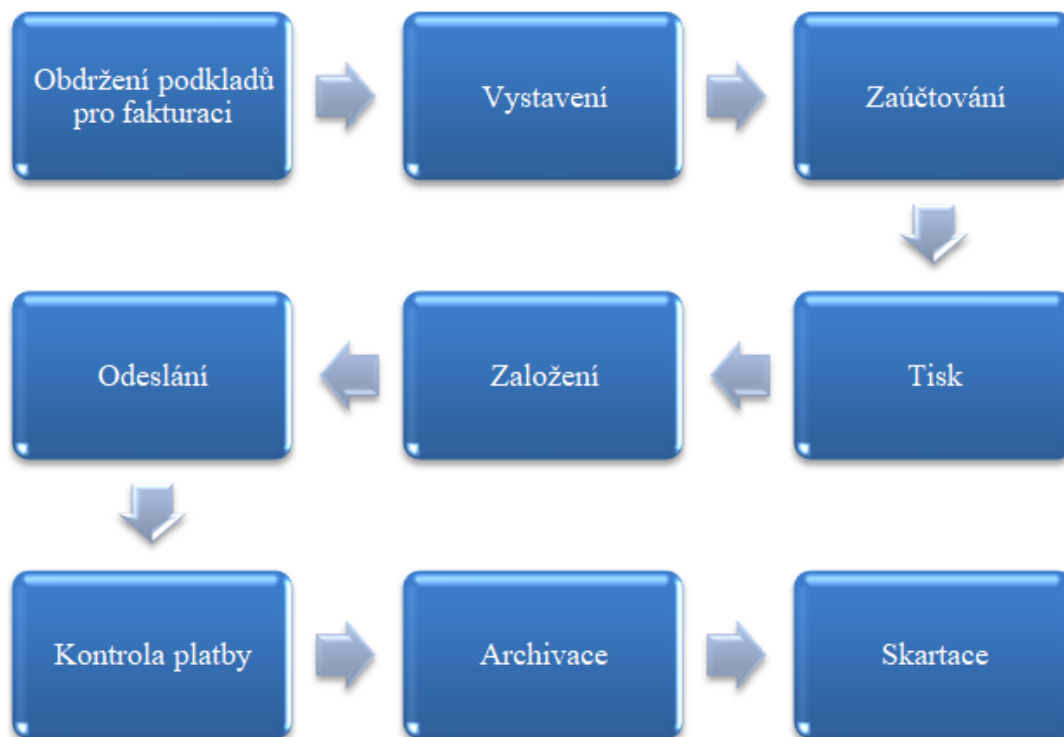 Obdržení podkladů
pro fakturaci
Vystavení
Zaúčtování
Tisk
Založení
Odeslání
Kontrola platby
Archivace
Skartace